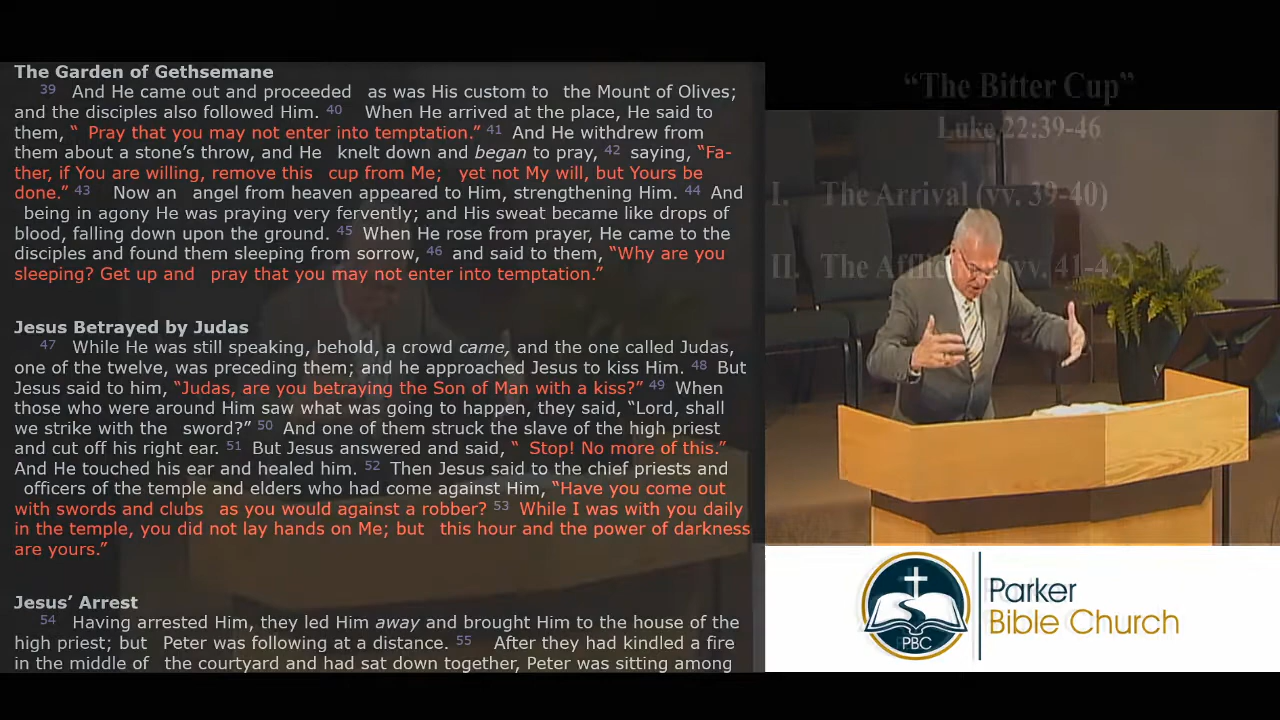 The Garden of Gethsemane
39 And He came out and proceeded as was His custom to the Mount of Olives;
and the disciples also followed Him. 40 When He arrived at the place, He said to
them, “ Pray that you may not enter into temptation.” 41 And He withdrew from
them about a stone’s throw, and He knelt down and began to pray, 42 saying, “Fa-
ther, if You are willing, remove this cup from Me; yet not My will, but Yours be
done.” 43 Now an angel from heaven appeared to Him, strengthening Him. 44 And
being in agony He was praying very fervently; and His sweat became like drops of
blood, falling down upon the ground. 45 When He rose from prayer, He came to the
disciples and found them sleeping from sorrow, 46 and said to them, “Why are you
sleeping? Get up and pray that you may not enter into temptation.”
Jesus Betrayed by Judas
47 While He was still speaking, behold, a crowd came, and the one called Judas,
one of the twelve, was preceding them; and he approached Jesus to kiss Him. 48 But
Jesus said to him, “Judas, are you betraying the Son of Man with a kiss?” 49 When
those who were around Him saw what was going to happen, they said, “Lord, shall
we strike with the sword?” 50 And one of them struck the slave of the high priest
and cut off his right ear. 51 But Jesus answered and said, “ Stop! No more of this.”
And He touched his ear and healed him. 52 Then Jesus said to the chief priests and
officers of the temple and elders who had come against Him, “Have you come out
with swords and clubs as you would against a robber? 53 While I was with you daily
in the temple, you did not lay hands on Me; but this hour and the power of darkness
are yours.”
Jesus’ Arrest
54 Having arrested Him, they led Him away and brought Him to the house of the
high priest; but Peter was following at a distance. 55 After they had kindled a fire
in the middle of the courtyard and had sat down together, Peter was sitting among
“The Bitter Cup”
Luke 22:39-46
I. The Arrival (vv. 39-40)
II. The (vv. 41-42)
PBC
Parker
Bible Church